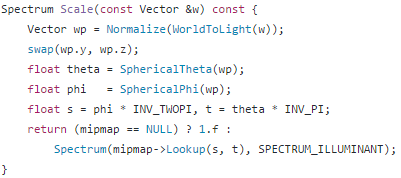 Spectrum Scale(const Vector &w) const {
    Vector wp = Normalize(WorldToLight(w));
    swap(wp.y, wp.z);
    float theta = SphericalTheta(wp);
    float phi   = SphericalPhi(wp);
    float s = phi * INV_TWOPI, t = theta * INV_PI;
    return (mipmap == NULL) ? 1.f :
        Spectrum(mipmap->Lookup(s, t), SPECTRUM_ILLUMINANT);
}